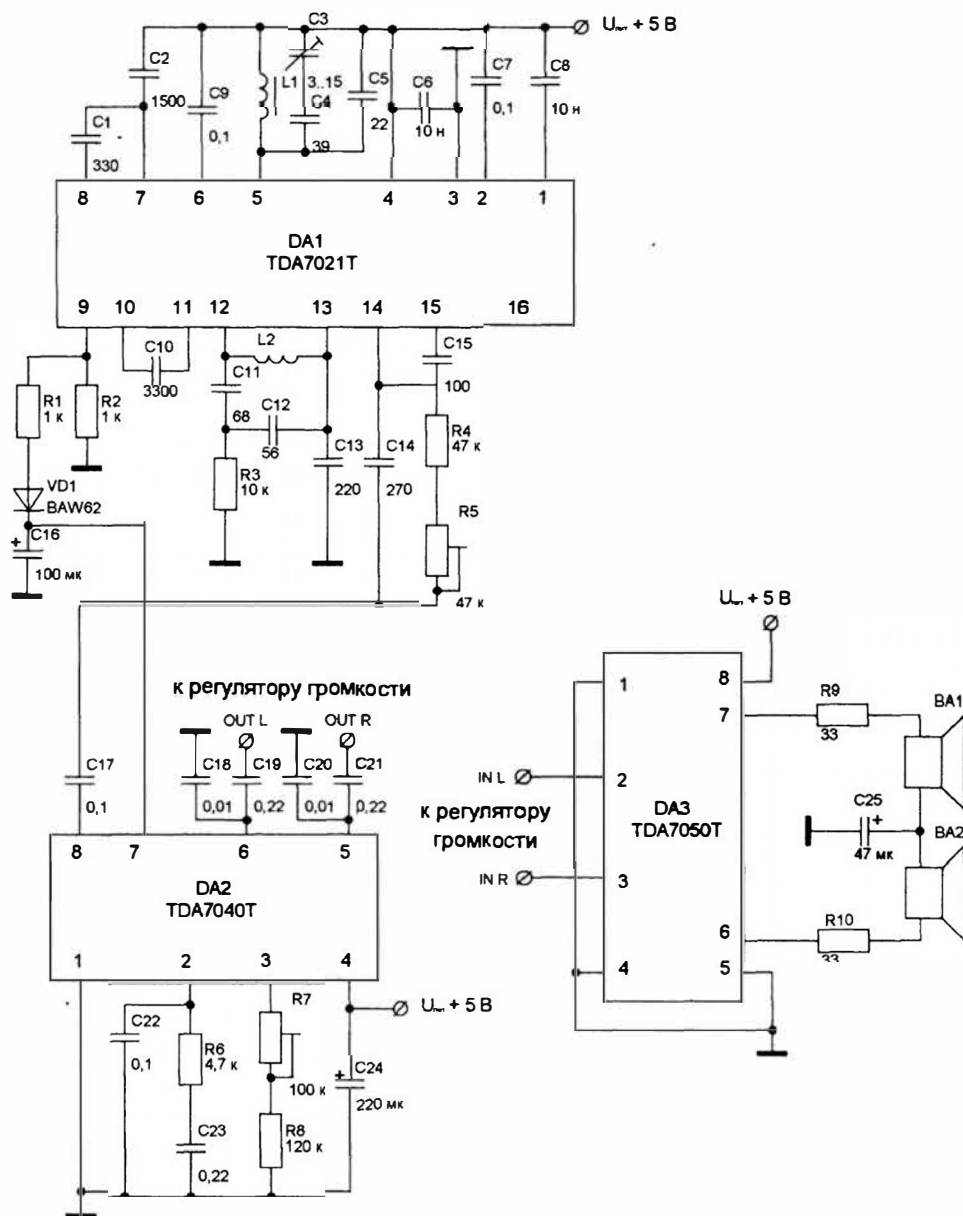 C3
Uпит + 5 В
C2
1500
C9
L1
3..15
C4
C5
C6
C7
C8
C1
330
0,1
39
22
10 н
0,1
10 н
8 7 6 5 4 3 2 1
DA1
TDA7021T
9 10 11 12 13 14 15 16
C10
3300
L2
C15
C11
100
R1
1 к
R2
1 к
68
C12
56
R4
47 к
C13
220
C14
270
R3
10 к
VD1
BAW62
R5
C16
+
100 мк
47 к
Uпит + 5 В
к регулятору громкости
OUT L
OUT R
C17
0,1
C18
C19
C20
C21
0,01
0,22
0,01
0,22
8 7 6 5
DA2
TDA7040T
1 2 3 4
R7
Uпит + 5 В
C22
0,1
R6
4,7 к
100 к
+
C24
220 мк
C23
0,22
R8
120 к
1
8
7
R9
33
BA1
IN L
2
к регулятору
громкости
DA3
TDA7050T
C25
+
47 мк
BA2
IN R
3
6
R10
33
4
5